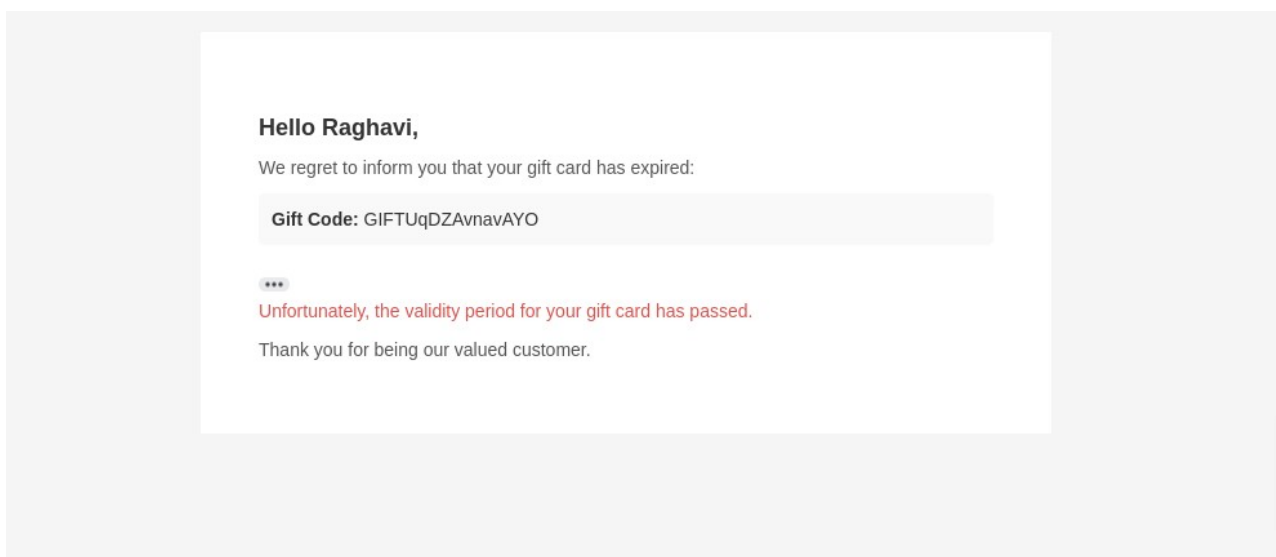 Hello Raghavi,
We regret to inform you that your gift card has expired:
Gift Code: GIFTUqDZAvnavAYO
Unfortunately, the validity period for your gift card has passed.
Thank you for being our valued customer.